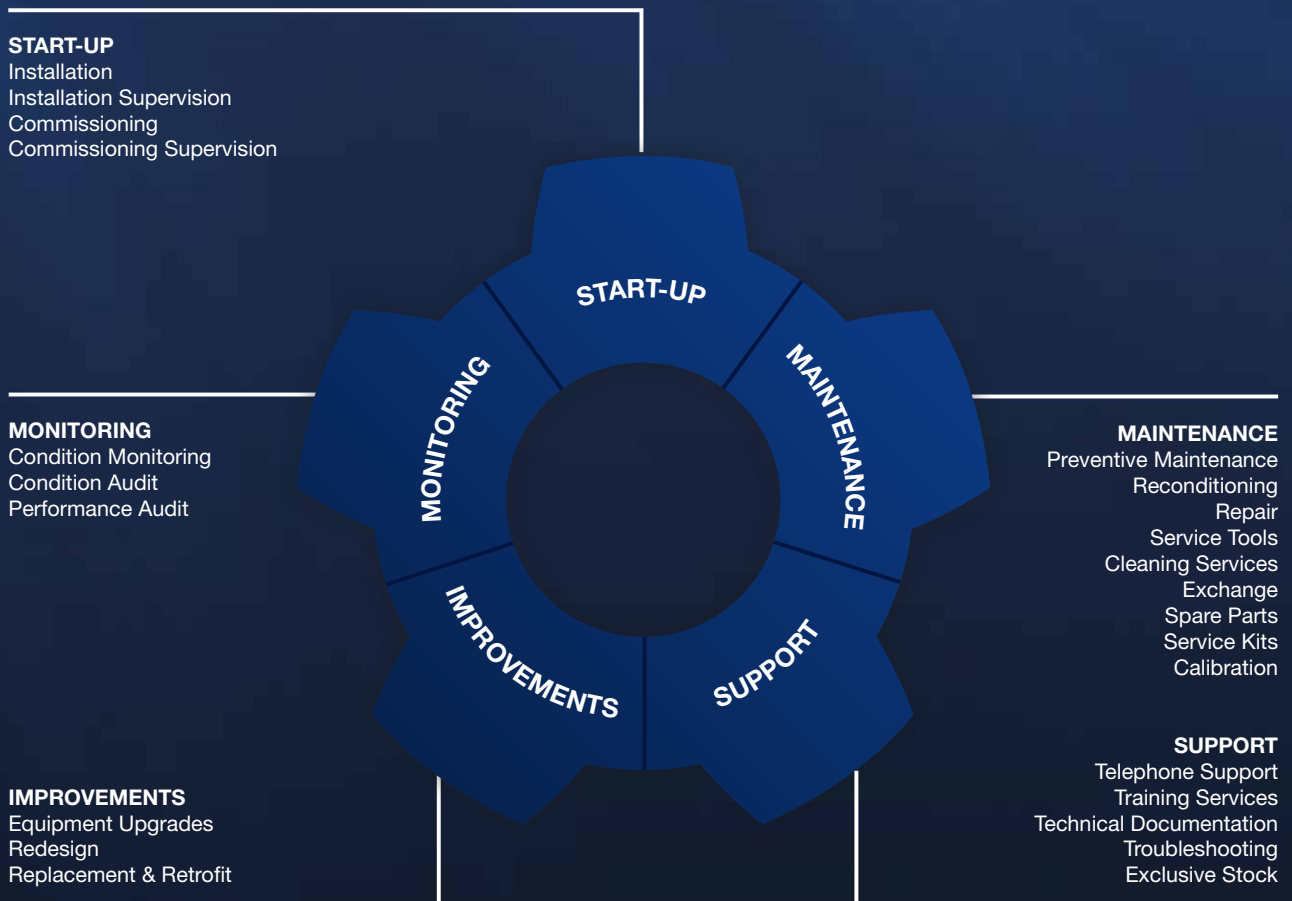 START-UP
Installation
Installation Supervision
Commissioning
Commissioning Supervision
START-UP
MONITORING
MAINTENANCE
IMPROVEMENTS
SUPPORT
MONITORING
Condition Monitoring
Condition Audit
Performance Audit
MAINTENANCE
Preventive Maintenance
Reconditioning
Repair
Service Tools
Cleaning Services
Exchange
Spare Parts
Service Kits
Calibration
IMPROVEMENTS
Equipment Upgrades
Redesign
Replacement & Retrofit
SUPPORT
Telephone Support
Training Services
Technical Documentation
Troubleshooting
Exclusive Stock